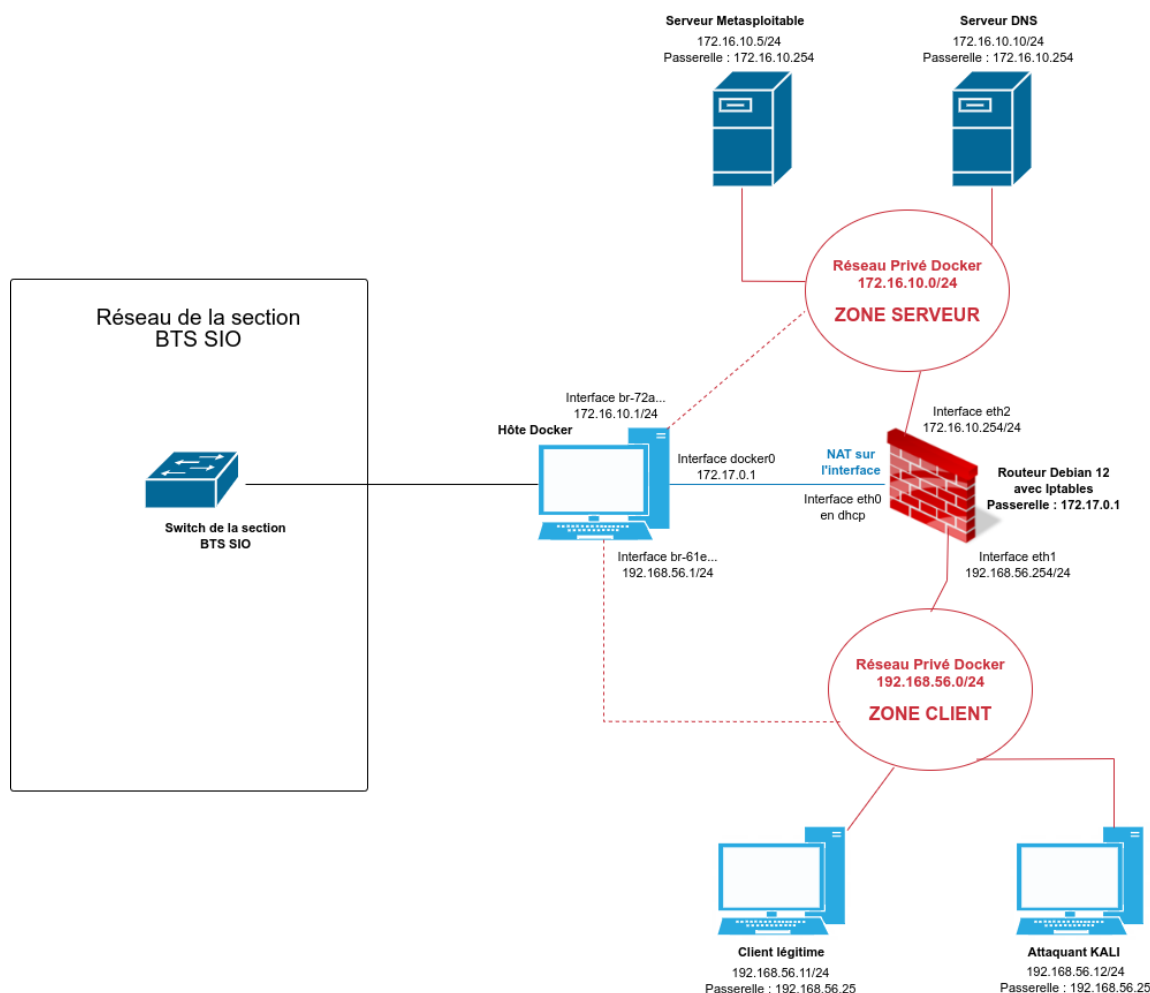 Serveur Metasploitable
172.16.10.5/24
Passerelle : 172.16.10.254
Serveur DNS
172.16.10.10/24
Passerelle : 172.16.10.254
Réseau Privé Docker
172.16.10.0/24
ZONE SERVEUR
Réseau de la section
BTS SIO
Interface br-72a...
172.16.10.1/24
Hôte Docker
Interface eth2
172.16.10.254/24
Interface docker0
172.17.0.1
NAT sur
l'interface
Interface eth0
en dhcp
Routeur Debian 12
avec Iptables
Passerelle : 172.17.0.1
Switch de la section
BTS SIO
Interface br-61e...
192.168.56.1/24
Interface eth1
192.168.56.254/24
Réseau Privé Docker
192.168.56.0/24
ZONE CLIENT
Client légitime
192.168.56.11/24
Passerelle : 192.168.56.25
Attaquant KALI
192.168.56.12/24
Passerelle : 192.168.56.25